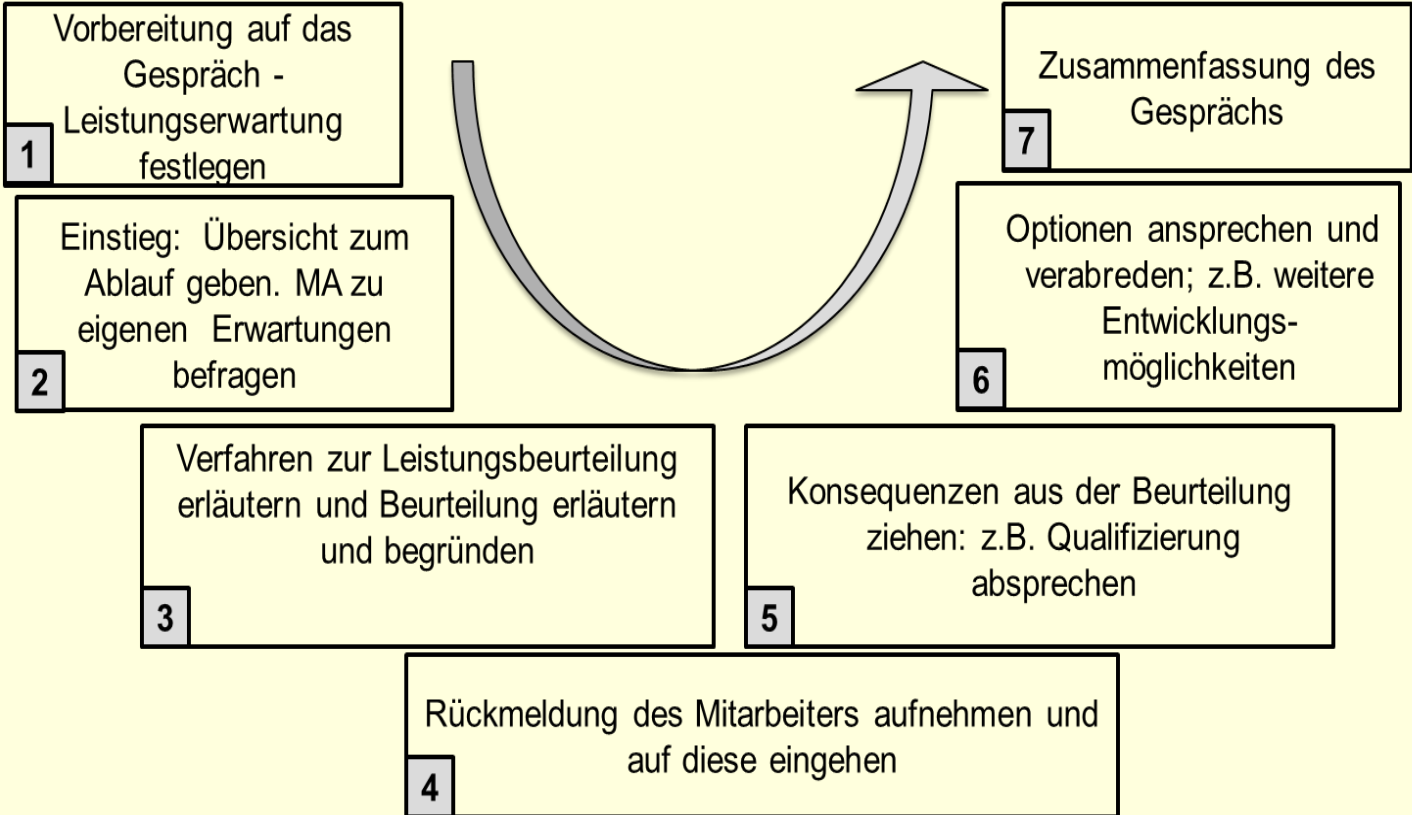 Vorbereitung auf das
Gespräch -
Leistungserwartung
festlegen
1
Einstieg: Übersicht zum
Ablauf geben. MA zu
eigenen Erwartungen
befragen
2
Verfahren zur Leistungsbeurteilung
erläutern und Beurteilung erläutern
und begründen
3
Rückmeldung des Mitarbeiters aufnehmen und
auf diese eingehen
4
Konsequenzen aus der Beurteilung
ziehen: z.B. Qualifizierung
absprechen
5
Optionen ansprechen und
verabreden; z.B. weitere
Entwicklungs-
möglichkeiten
6
Zusammenfassung des
Gesprächs
7